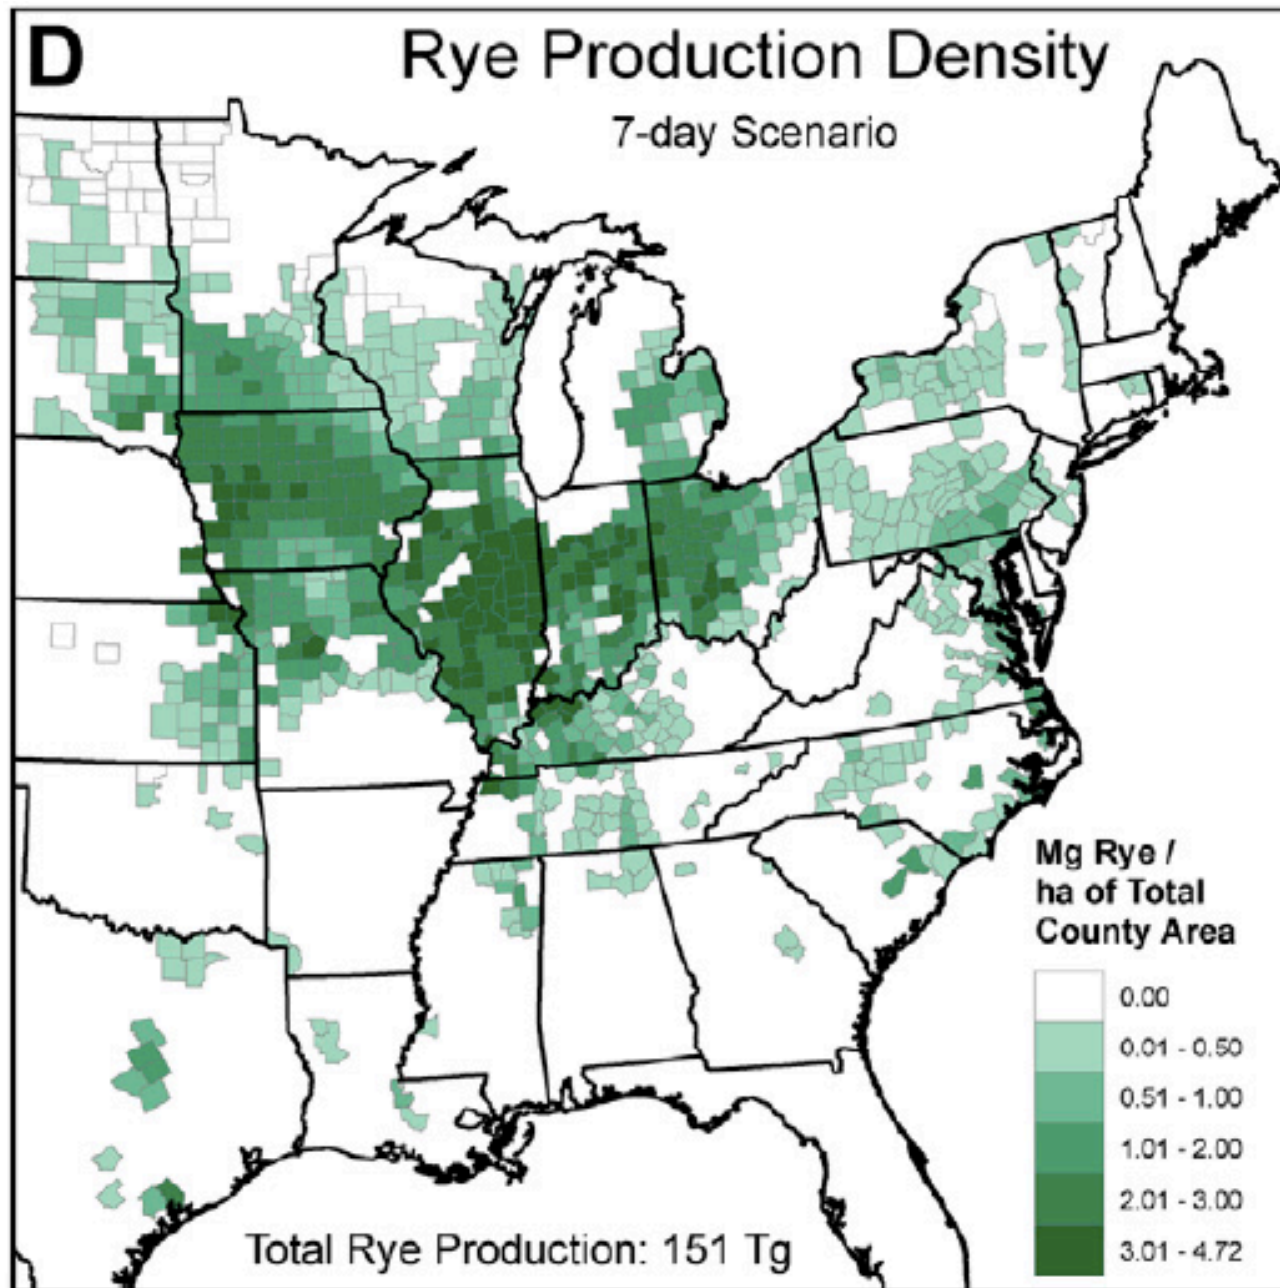 D
Rye Production Density
7-day Scenario
Mg Rye /
ha of Total
County Area
0.00
0.01 - 0.50
0.51 - 1.00
1.01 - 2.00
2.01 - 3.00
3.01 - 4.72
Total Rye Production: 151 Tg